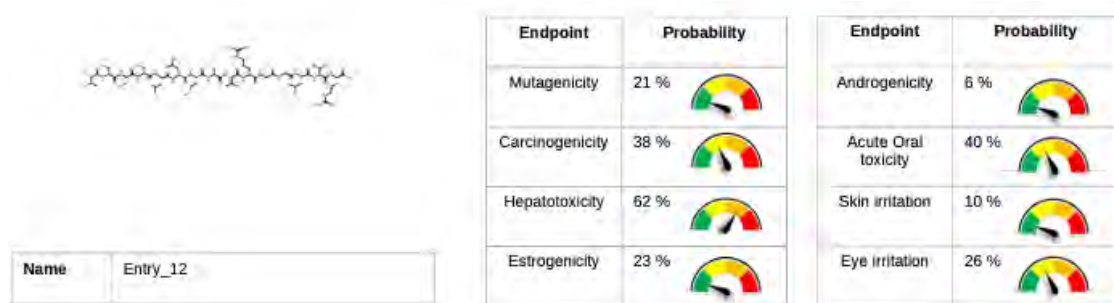 Endpoint Probability
Mutagenicity 21 %
Carcinogenicity 38 %
Hepatotoxicity 62 %
Estrogenicity 23 %
Endpoint Probability
Androgenicity 6 %
Acute Oral
toxicity 40 %
Skin irritation 10 %
Eye irritation 26 %
Name Entry_12